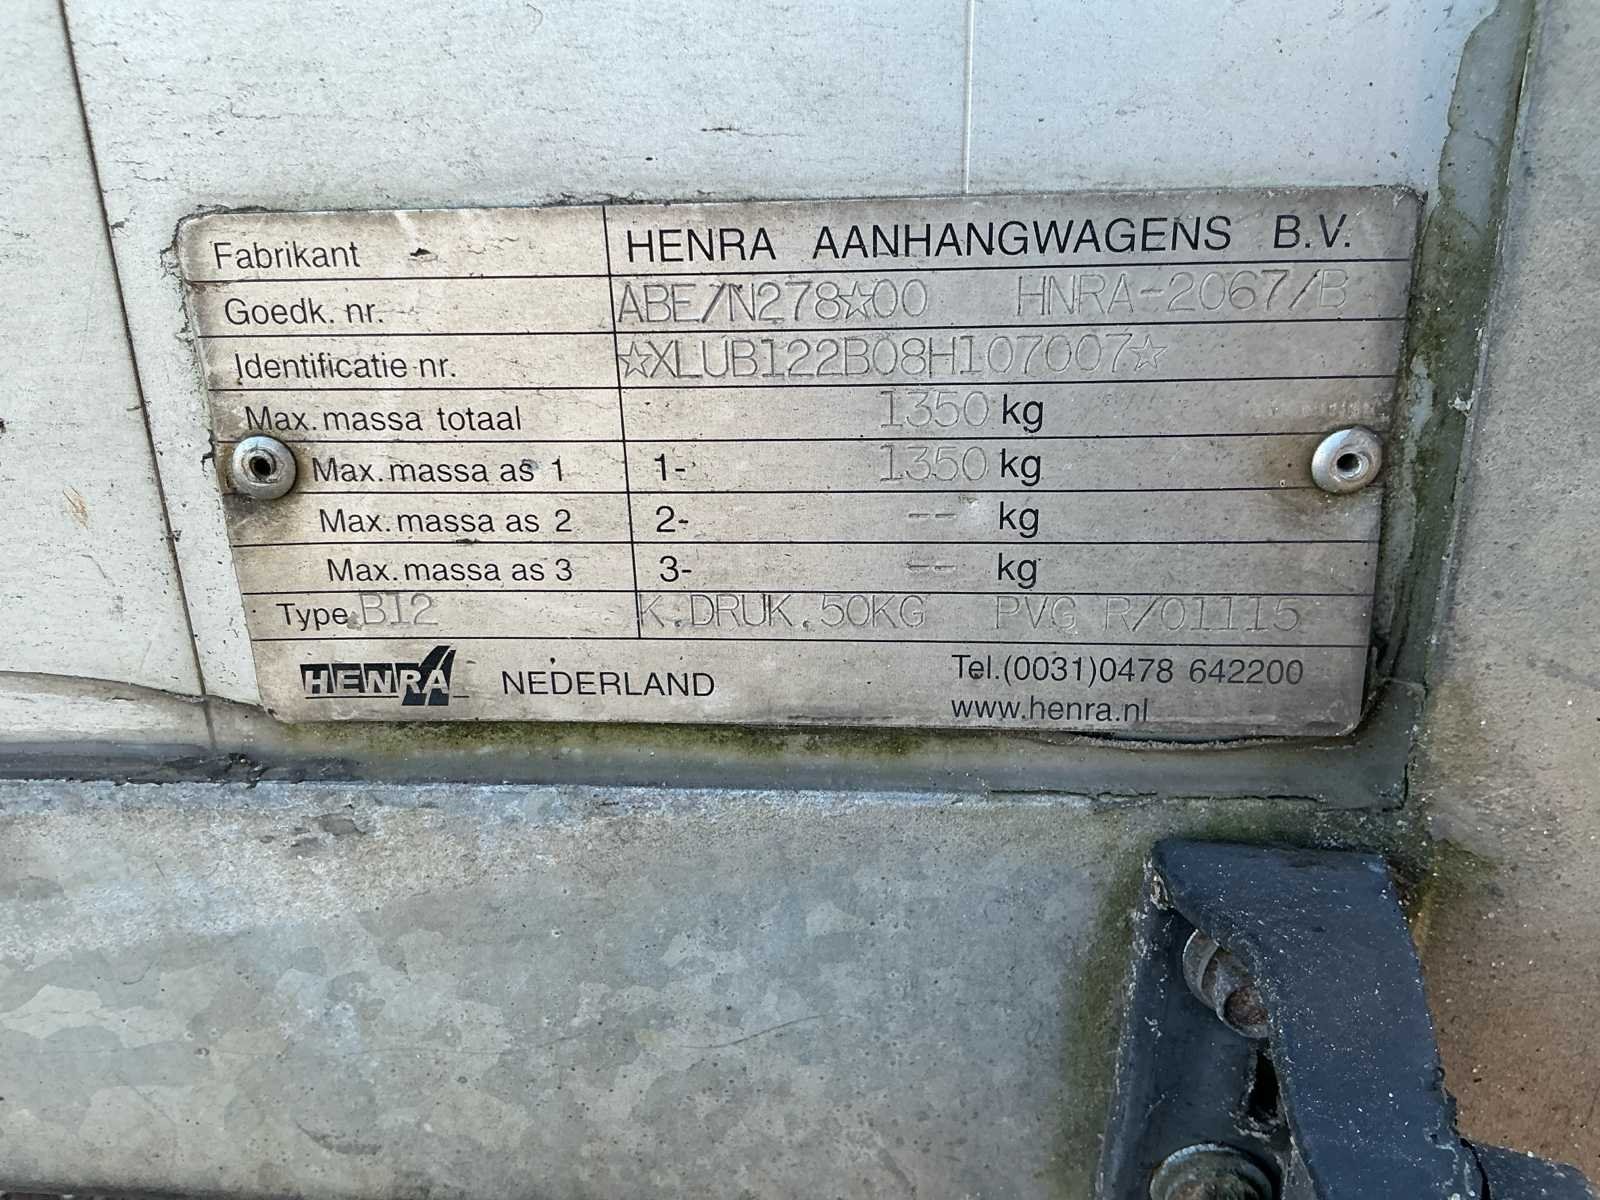 Fabrikant HENRA AANHANGWAGENS B.V.
Goedk. nr. ABE/N278☆00 HNRA-2067/B
Identificatie nr. ☆XLUB122B08H107007☆
Max. massa totaal 1350 kg
Max. massa as 1 1- 1350 kg
Max. massa as 2 2- -- kg
Max. massa as 3 3- -- kg
Type B12 K.DRUK.50KG PVG R/01115
HENRA NEDERLAND Tel.(0031)0478 642200
www.henra.nl